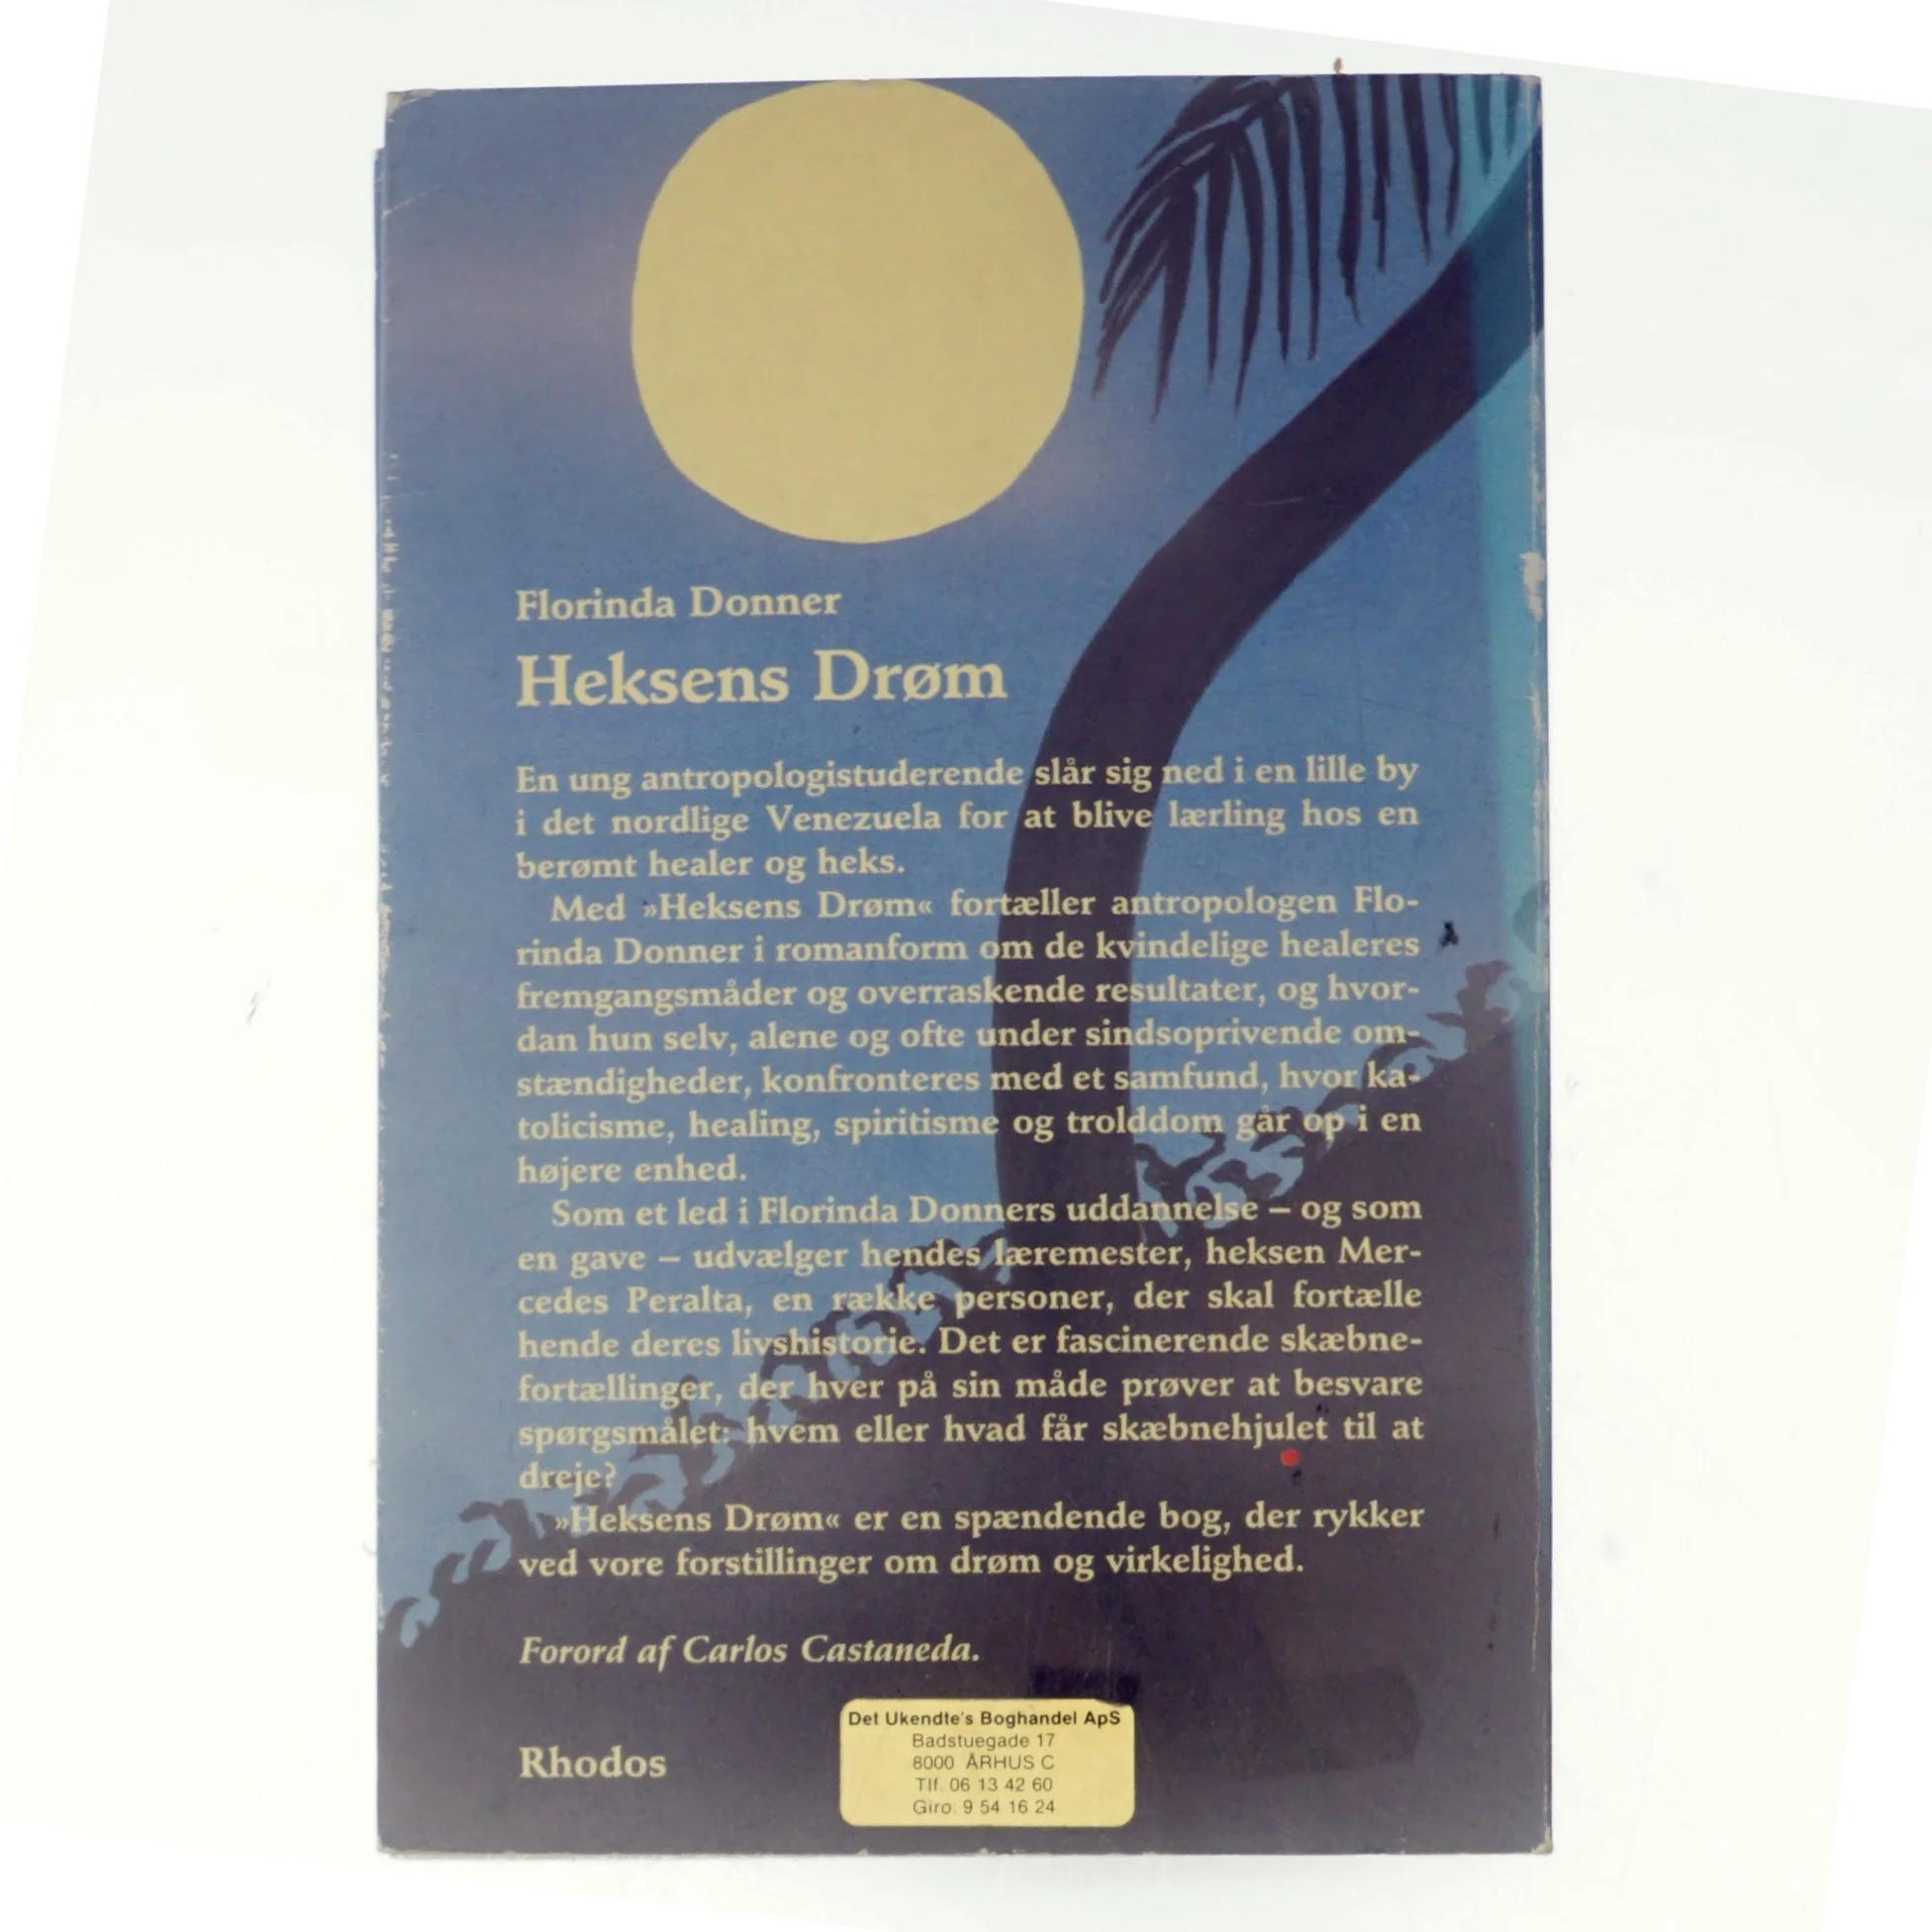 Florinda Donner
Heksens Drøm
En ung antropologistuderende slår sig ned i en lille by
i det nordlige Venezuela for at blive lærling hos en
berømt healer og heks.
Med »Heksens Drøm« fortæller antropologen Flo-
rinda Donner i romanform om de kvindelige healeres
fremgangsmåder og overraskende resultater, og hvor-
dan hun selv, alene og ofte under sindsoprivende om-
stændigheder, konfronteres med et samfund, hvor ka-
tolicisme, healing, spiritisme og trolddom går op i en
højere enhed.
Som et led i Florinda Donners uddannelse – og som
en gave – udvælger hendes læremester, heksen Mer-
cedes Peralta, en række personer, der skal fortælle
hende deres livshistorie. Det er fascinerende skæbne-
fortællinger, der hver på sin måde prøver at besvare
spørgsmålet: hvem eller hvad får skæbnehjulet til at
dreje?
»Heksens Drøm« er en spændende bog, der rykker
ved vore forstillinger om drøm og virkelighed.
Forord af Carlos Castaneda.
Rhodos
Det Ukendte's Boghandel ApS
Badstuegade 17
8000 ÅRHUS C
Tlf. 06 13 42 60
Giro: 9 54 16 24